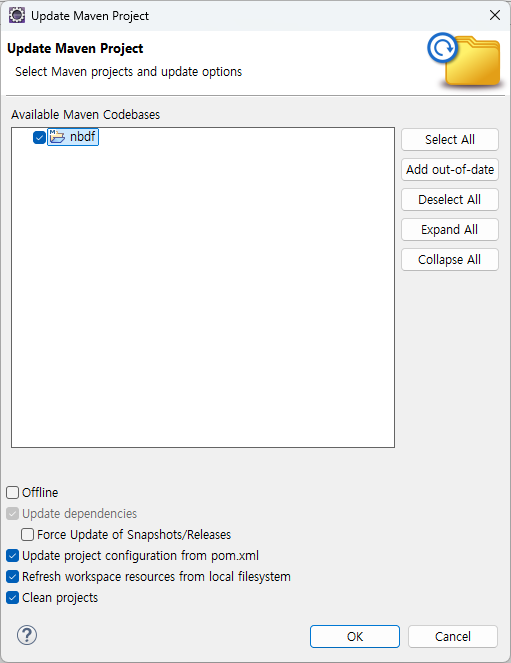 Update Maven Project
Update Maven Project
Select Maven projects and update options
Available Maven Codebases
nbdf
Select All
Add out-of-date
Deselect All
Expand All
Collapse All
Offline
Update dependencies
Force Update of Snapshots/Releases
Update project configuration from pom.xml
Refresh workspace resources from local filesystem
Clean projects
?
OK
Cancel